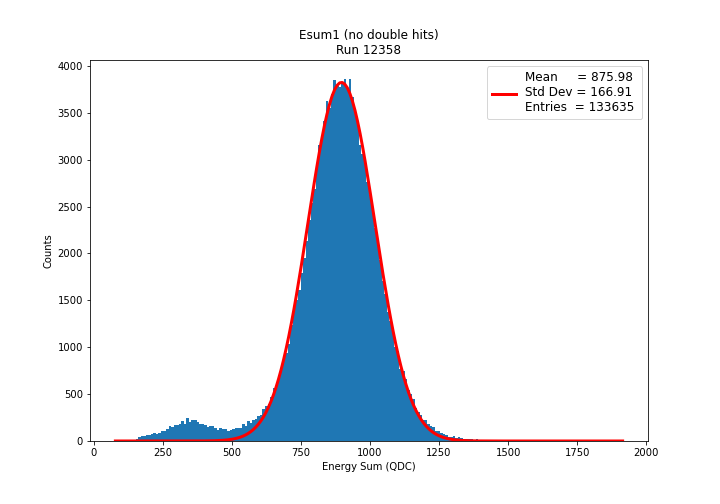 Esum1 (no double hits)
Run 12358
4000
3500
3000
2500
2000
1500
1000
500
0
Counts
Mean = 875.98
Std Dev = 166.91
Entries = 133635
0 250 500 750 1000 1250 1500 1750 2000
Energy Sum (QDC)